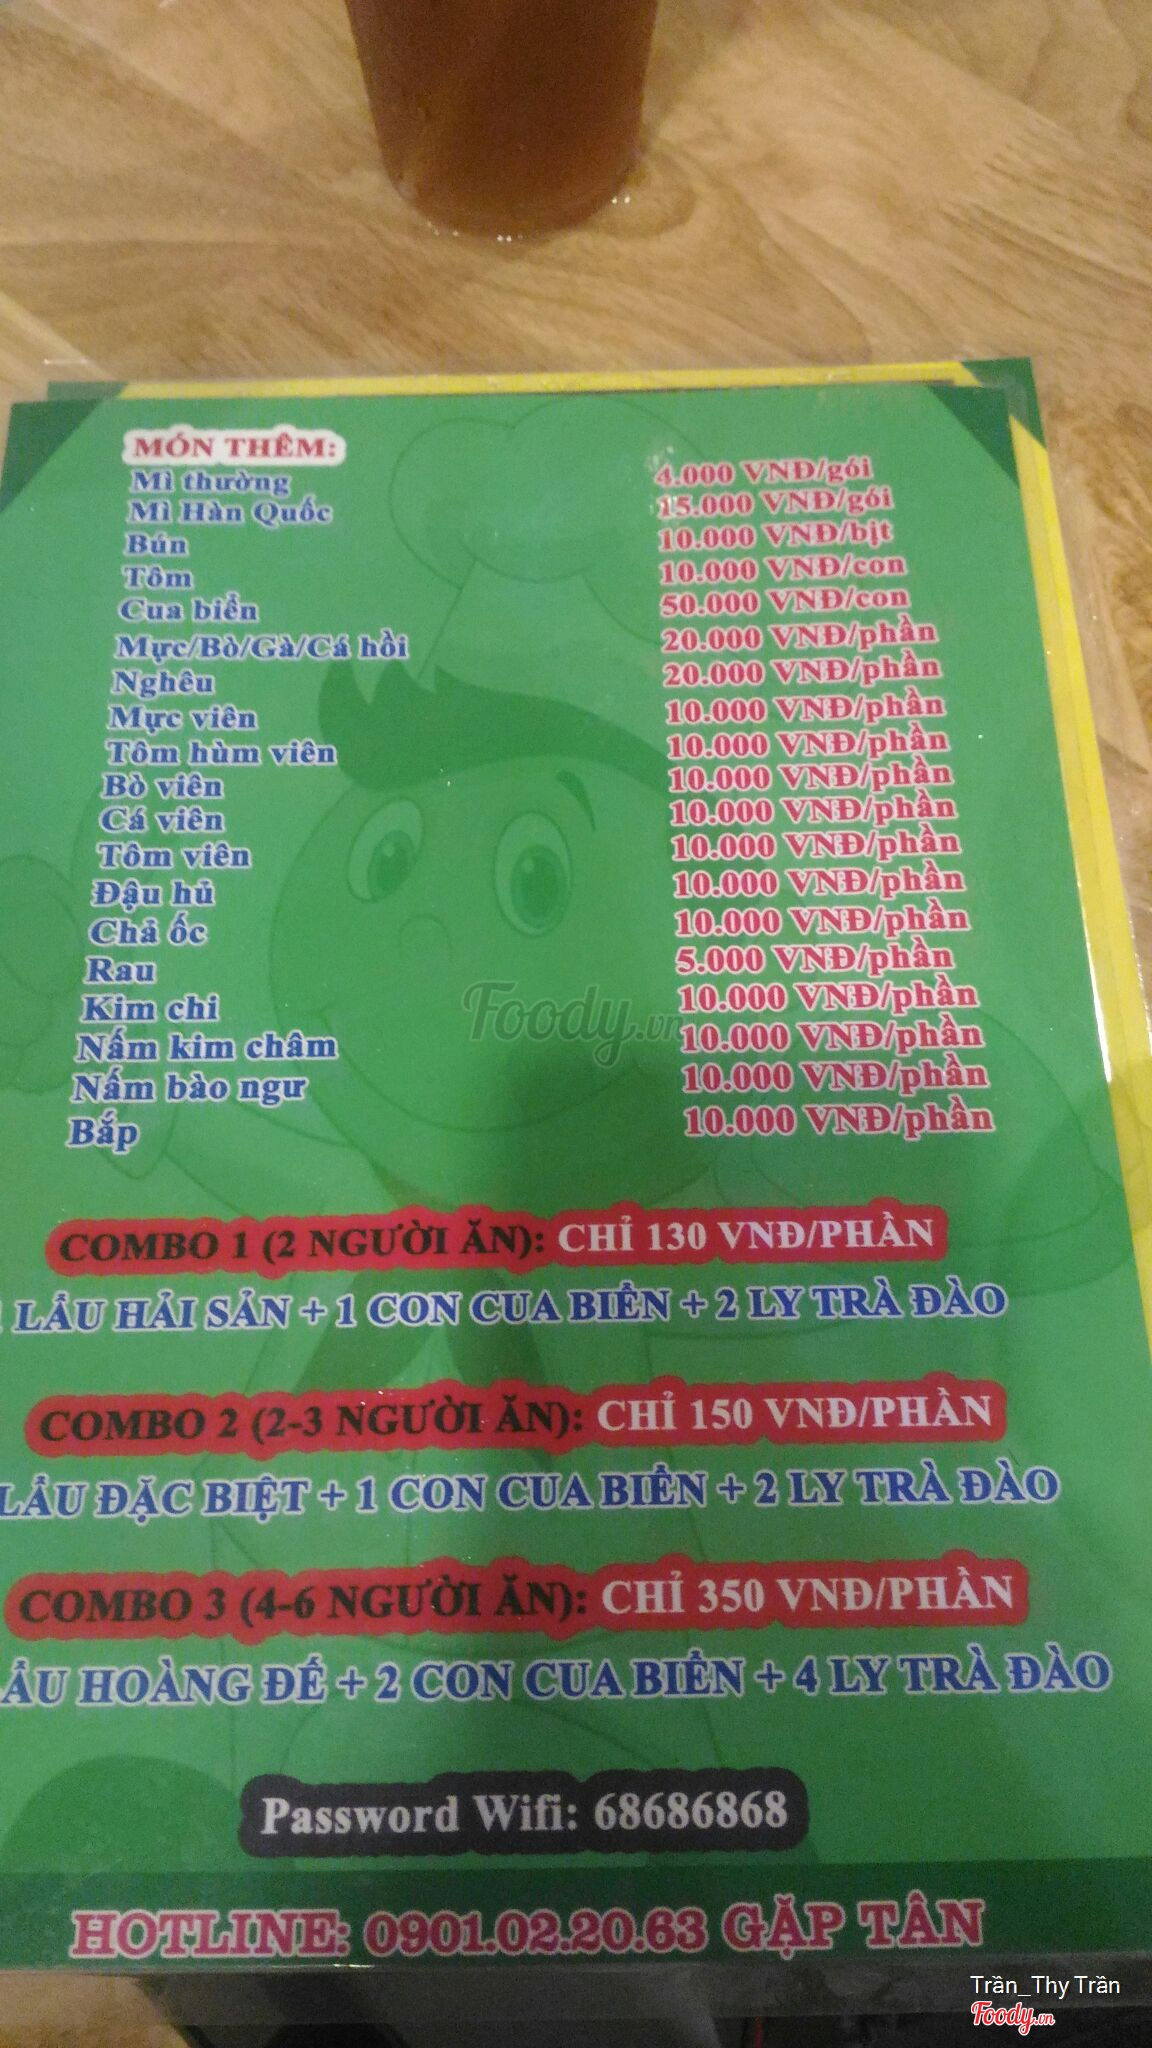 MÓN THÊM:
Mì thường 4.000 VNĐ/gói
Mì Hàn Quốc 15.000 VNĐ/gói
Bún 10.000 VNĐ/bịt
Tôm 10.000 VNĐ/con
Cua biển 50.000 VNĐ/con
Mực/Bò/Gà/Cá hồi 20.000 VNĐ/phần
Nghêu 20.000 VNĐ/phần
Mực viên 10.000 VNĐ/phần
Tôm hùm viên 10.000 VNĐ/phần
Bò viên 10.000 VNĐ/phần
Cá viên 10.000 VNĐ/phần
Tôm viên 10.000 VNĐ/phần
Đậu hủ 10.000 VNĐ/phần
Chả ốc 10.000 VNĐ/phần
Rau 5.000 VNĐ/phần
Kim chi 10.000 VNĐ/phần
Nấm kim châm 10.000 VNĐ/phần
Nấm bào ngư 10.000 VNĐ/phần
Bắp 10.000 VNĐ/phần
Foody.vn
COMBO 1 (2 NGƯỜI ĂN): CHỈ 130 VNĐ/PHẦN
LẨU HẢI SẢN + 1 CON CUA BIỂN + 2 LY TRÀ ĐÀO
COMBO 2 (2-3 NGƯỜI ĂN): CHỈ 150 VNĐ/PHẦN
LẨU ĐẶC BIỆT + 1 CON CUA BIỂN + 2 LY TRÀ ĐÀO
COMBO 3 (4-6 NGƯỜI ĂN): CHỈ 350 VNĐ/PHẦN
ẨU HOÀNG ĐẾ + 2 CON CUA BIỂN + 4 LY TRÀ ĐÀO
Password Wifi: 68686868
HOTLINE: 0901.02.20.63 GẶP TÂN
Trần_Thy Trần
Foody.vn